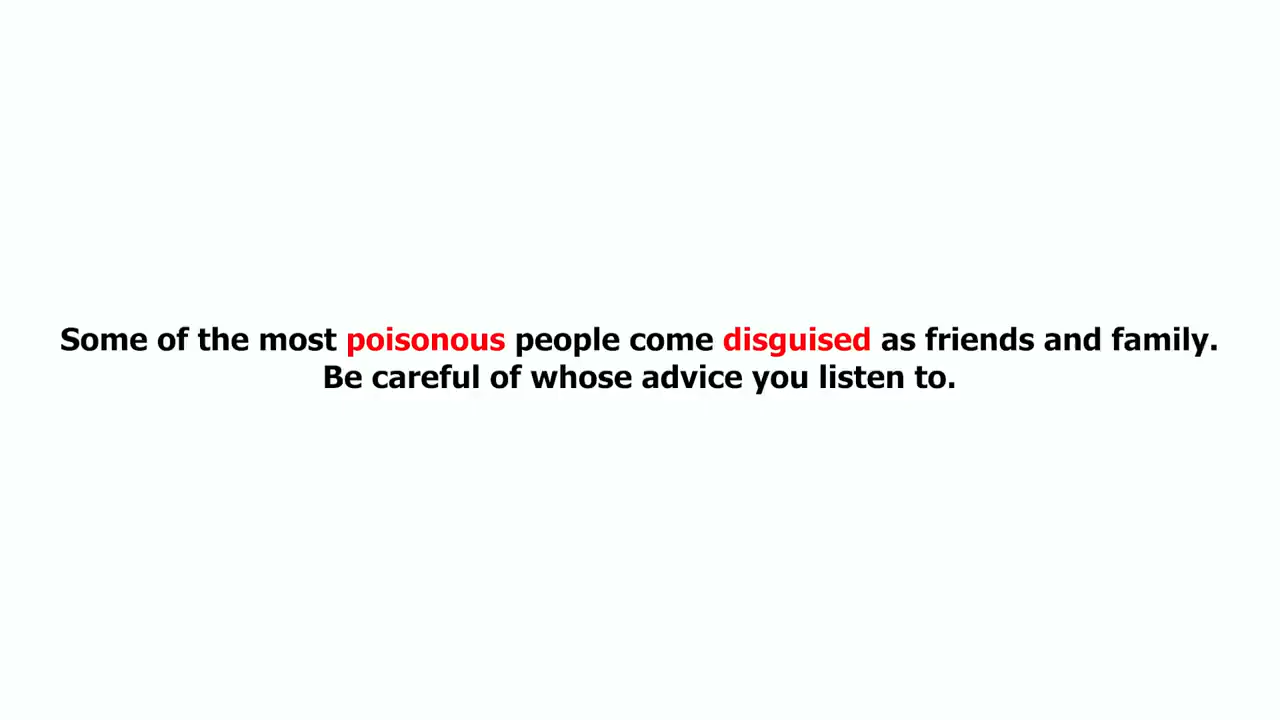 Some of the most poisonous people come disguised as friends and family.
Be careful of whose advice you listen to.